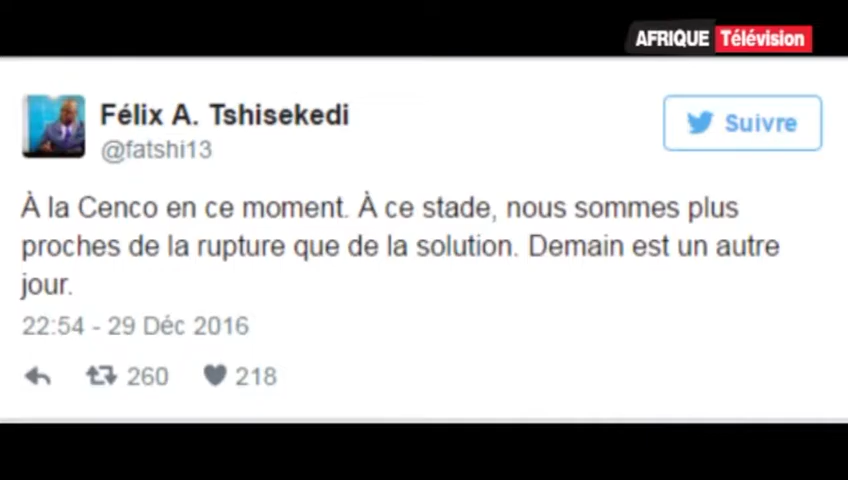 AFRIQUE Télévision
Félix A. Tshisekedi
Suivre
@fatshi13
À la Cenco en ce moment. À ce stade, nous sommes plus
proches de la rupture que de la solution. Demain est un autre
jour.
22:54 - 29 Déc 2016
260 218